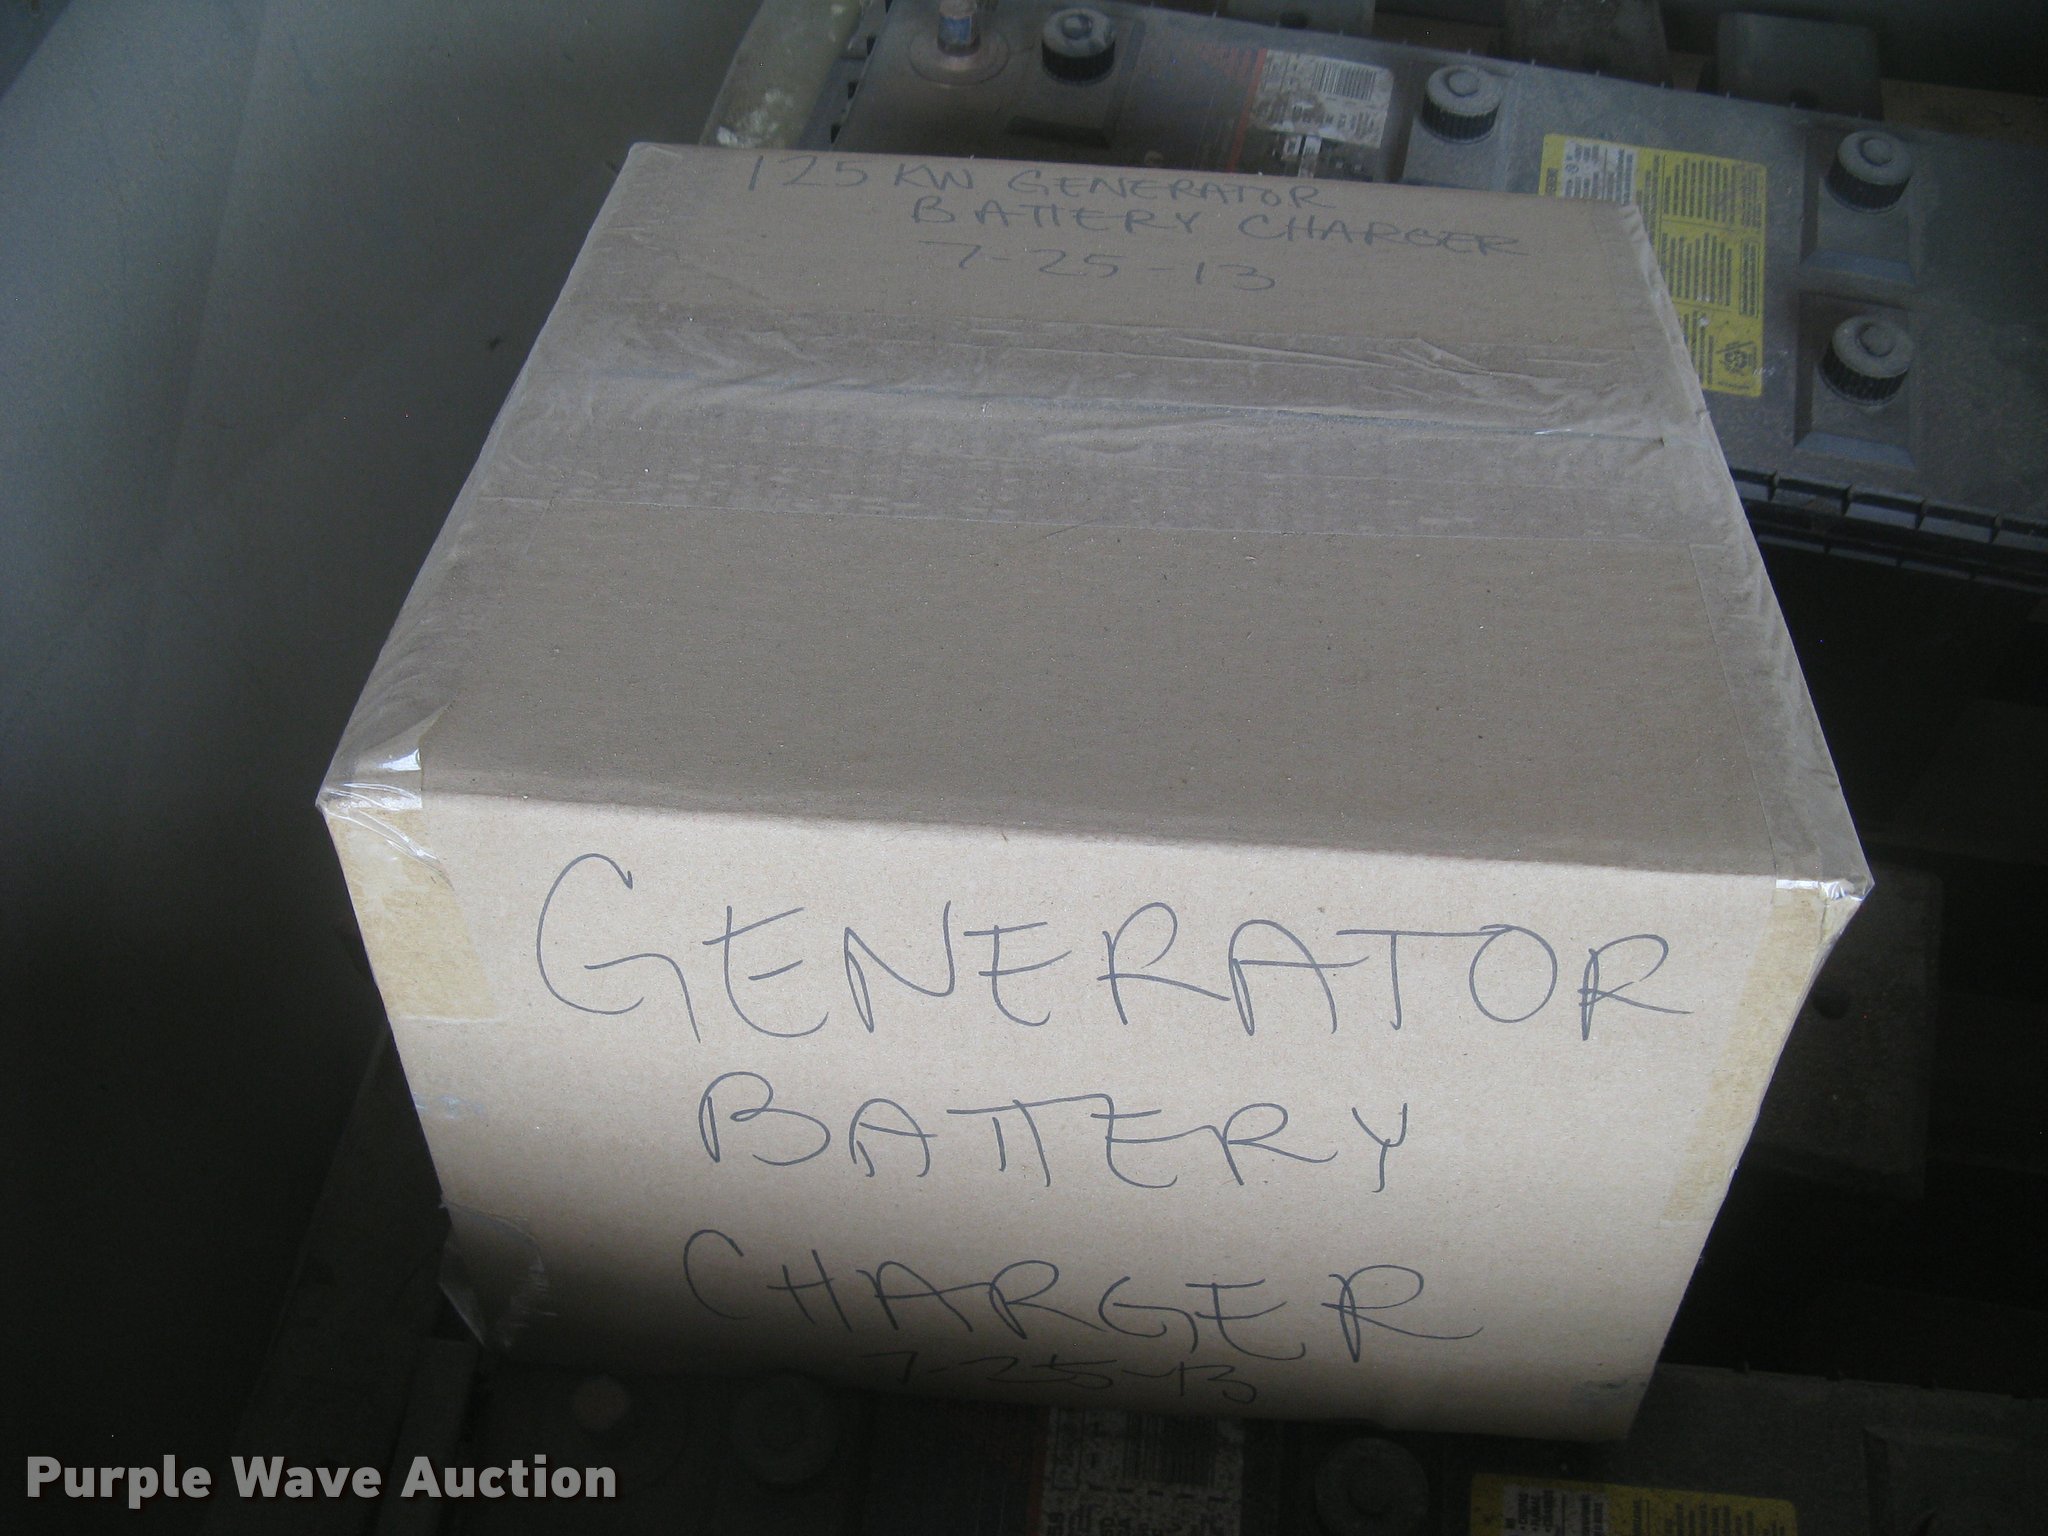 125 KW GENERATOR
BATTERY CHARGER
7-25-13
GENERATOR
BATTERY
CHARGER
7-25-13
Purple Wave Auction